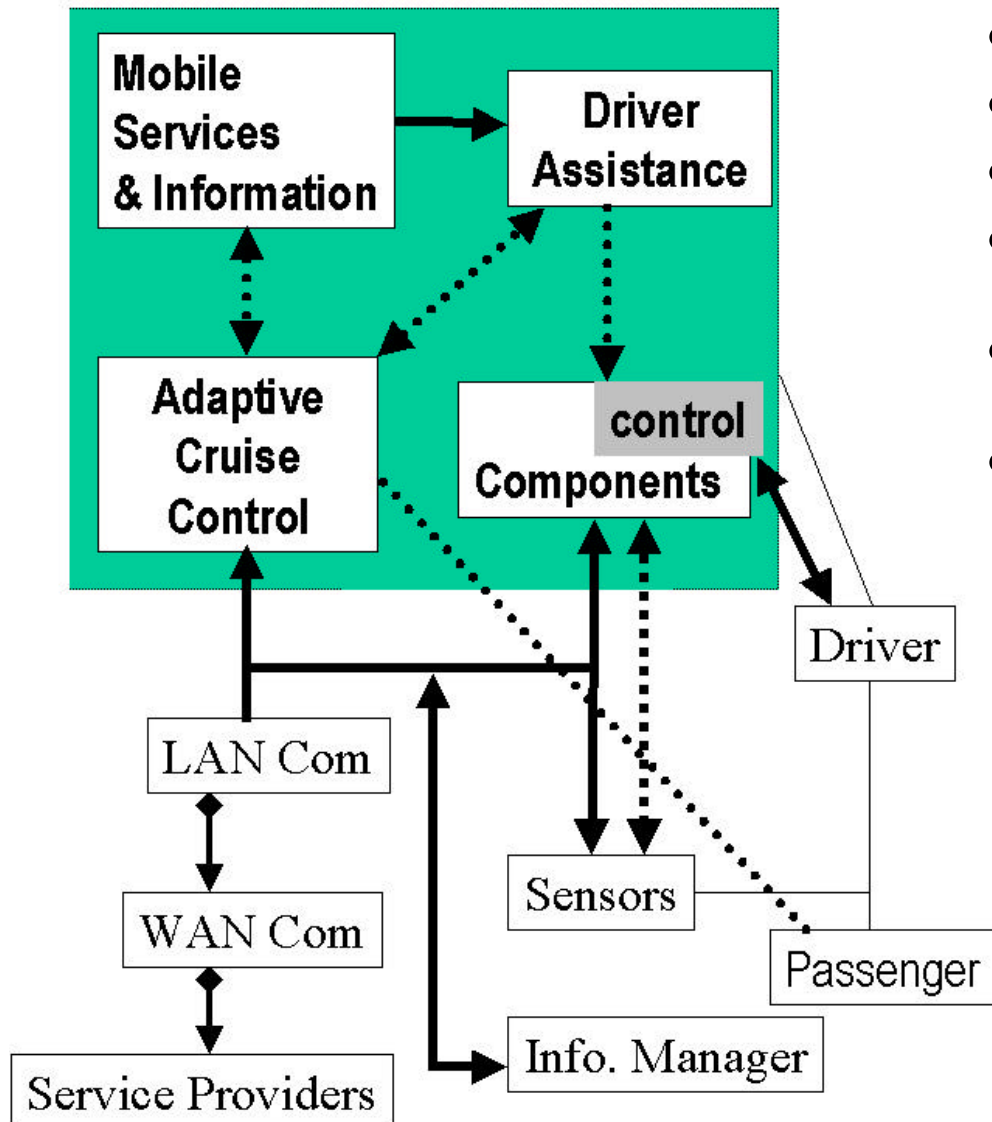 Mobile
Services
& Information
Driver
Assistance
Adaptive
Cruise
Control
control
Components
Driver
LAN Com
Sensors
WAN Com
Passenger
Info. Manager
Service Providers